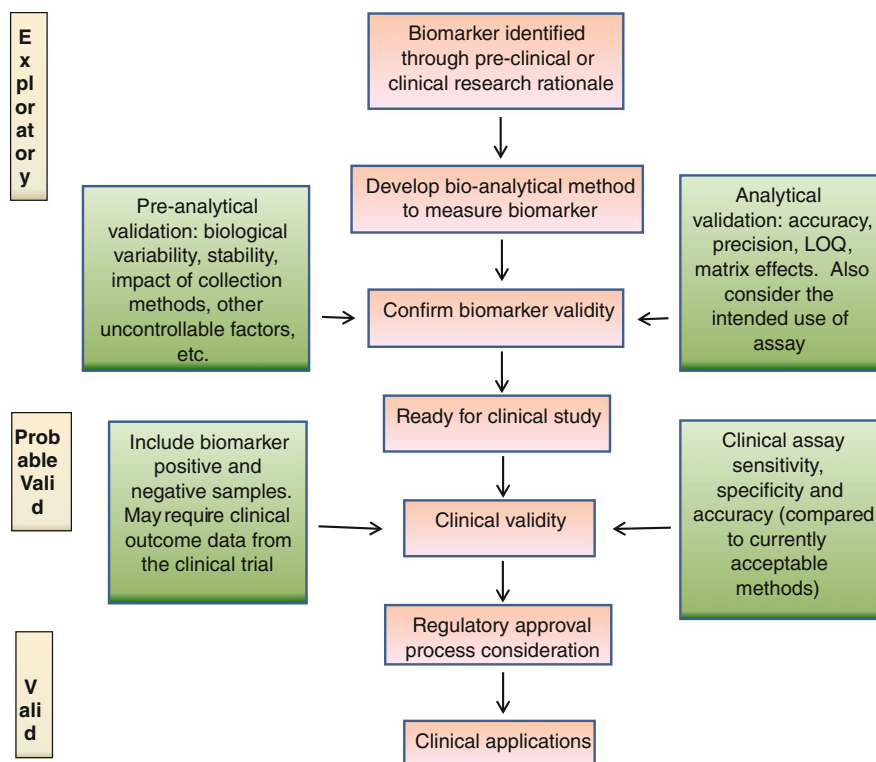 E
x
pl
or
at
or
y
Biomarker identified
through pre-clinical or
clinical research rationale
Develop bio-analytical method
to measure biomarker
Pre-analytical
validation: biological
variability, stability,
impact of collection
methods, other
uncontrollable factors,
etc.
Confirm biomarker validity
Analytical
validation: accuracy,
precision, LOQ,
matrix effects. Also
consider the
intended use of
assay
Ready for clinical study
Prob
able
Vali
d
Include biomarker
positive and
negative samples.
May require clinical
outcome data from
the clinical trial
Clinical validity
Clinical assay
sensitivity,
specificity and
accuracy (compared
to currently
acceptable
methods)
Regulatory approval
process consideration
V
ali
d
Clinical applications